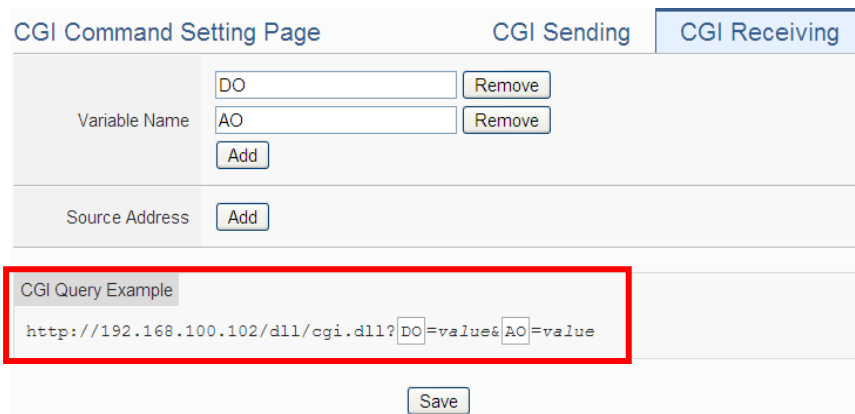 CGI Command Setting Page CGI Sending CGI Receiving
DO Remove
Variable Name AO Remove
Add
Source Address Add
CGI Query Example
http://192.168.100.102/dll/cgi.dll?DO=value&AO=value
Save